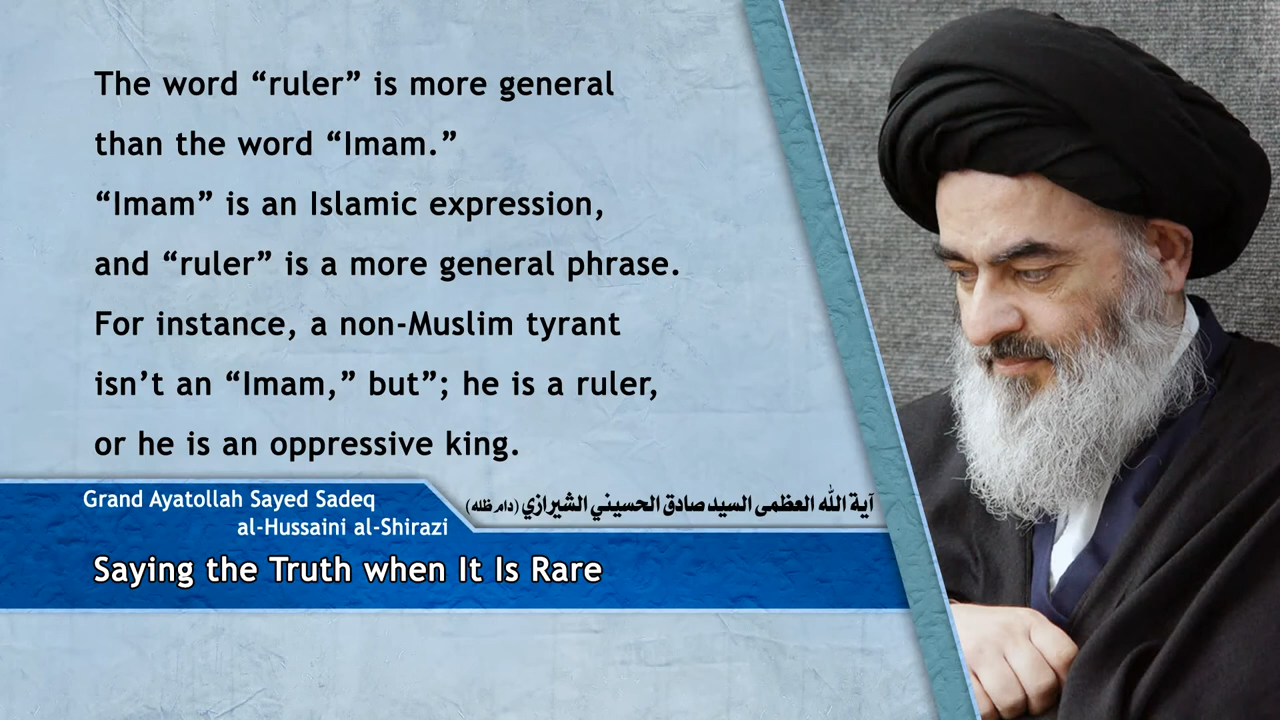 The word “ruler” is more general
than the word “Imam.”
“Imam” is an Islamic expression,
and “ruler” is a more general phrase.
For instance, a non-Muslim tyrant
isn’t an “Imam,” but”; he is a ruler,
or he is an oppressive king.
Grand Ayatollah Sayed Sadeq
al-Hussaini al-Shirazi
آية الله العظمى السيد صادق الحسيني الشيرازي (دام ظله)
Saying the Truth when It Is Rare